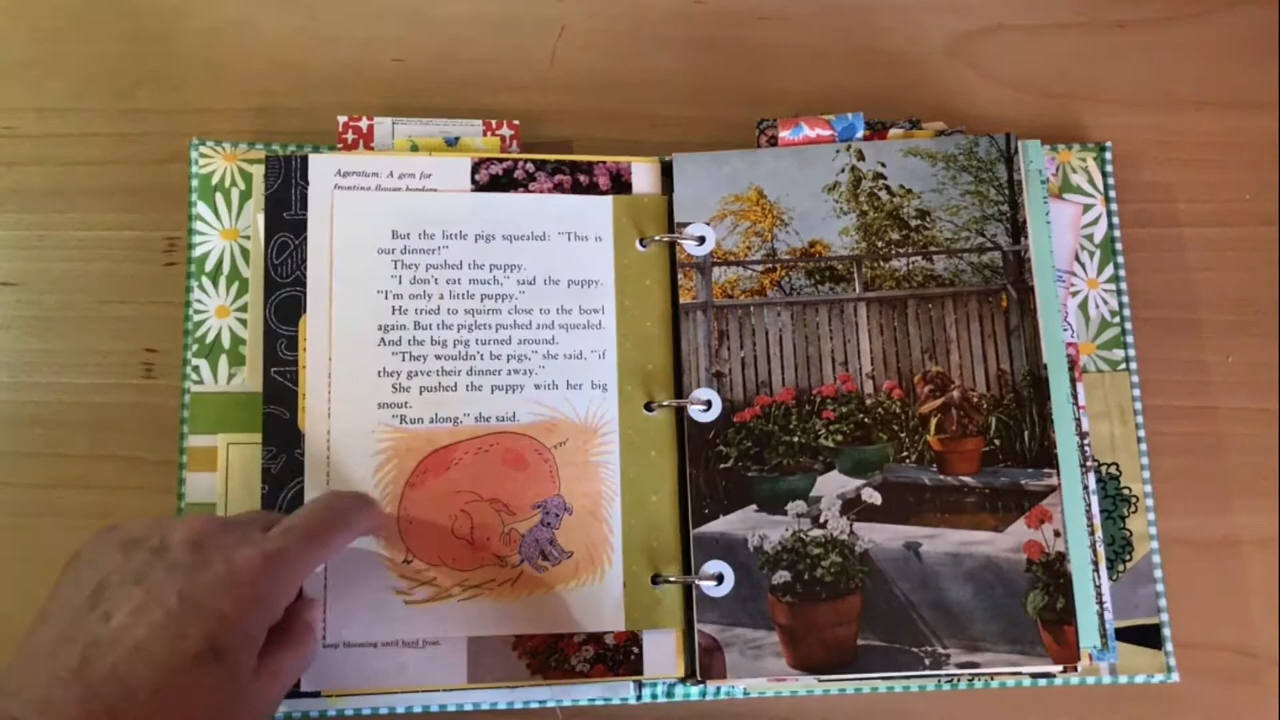 Ageratum: A gem for
fronting flower borders
But the little pigs squealed: "This is
our dinner!"
They pushed the puppy.
"I don't eat much," said the puppy.
"I'm only a little puppy."
He tried to squirm close to the bowl
again. But the piglets pushed and squealed.
And the big pig turned around.
"They wouldn't be pigs," she said, "if
they gave their dinner away."
She pushed the puppy with her big
snout.
"Run along," she said.
keep blooming until hard frost.